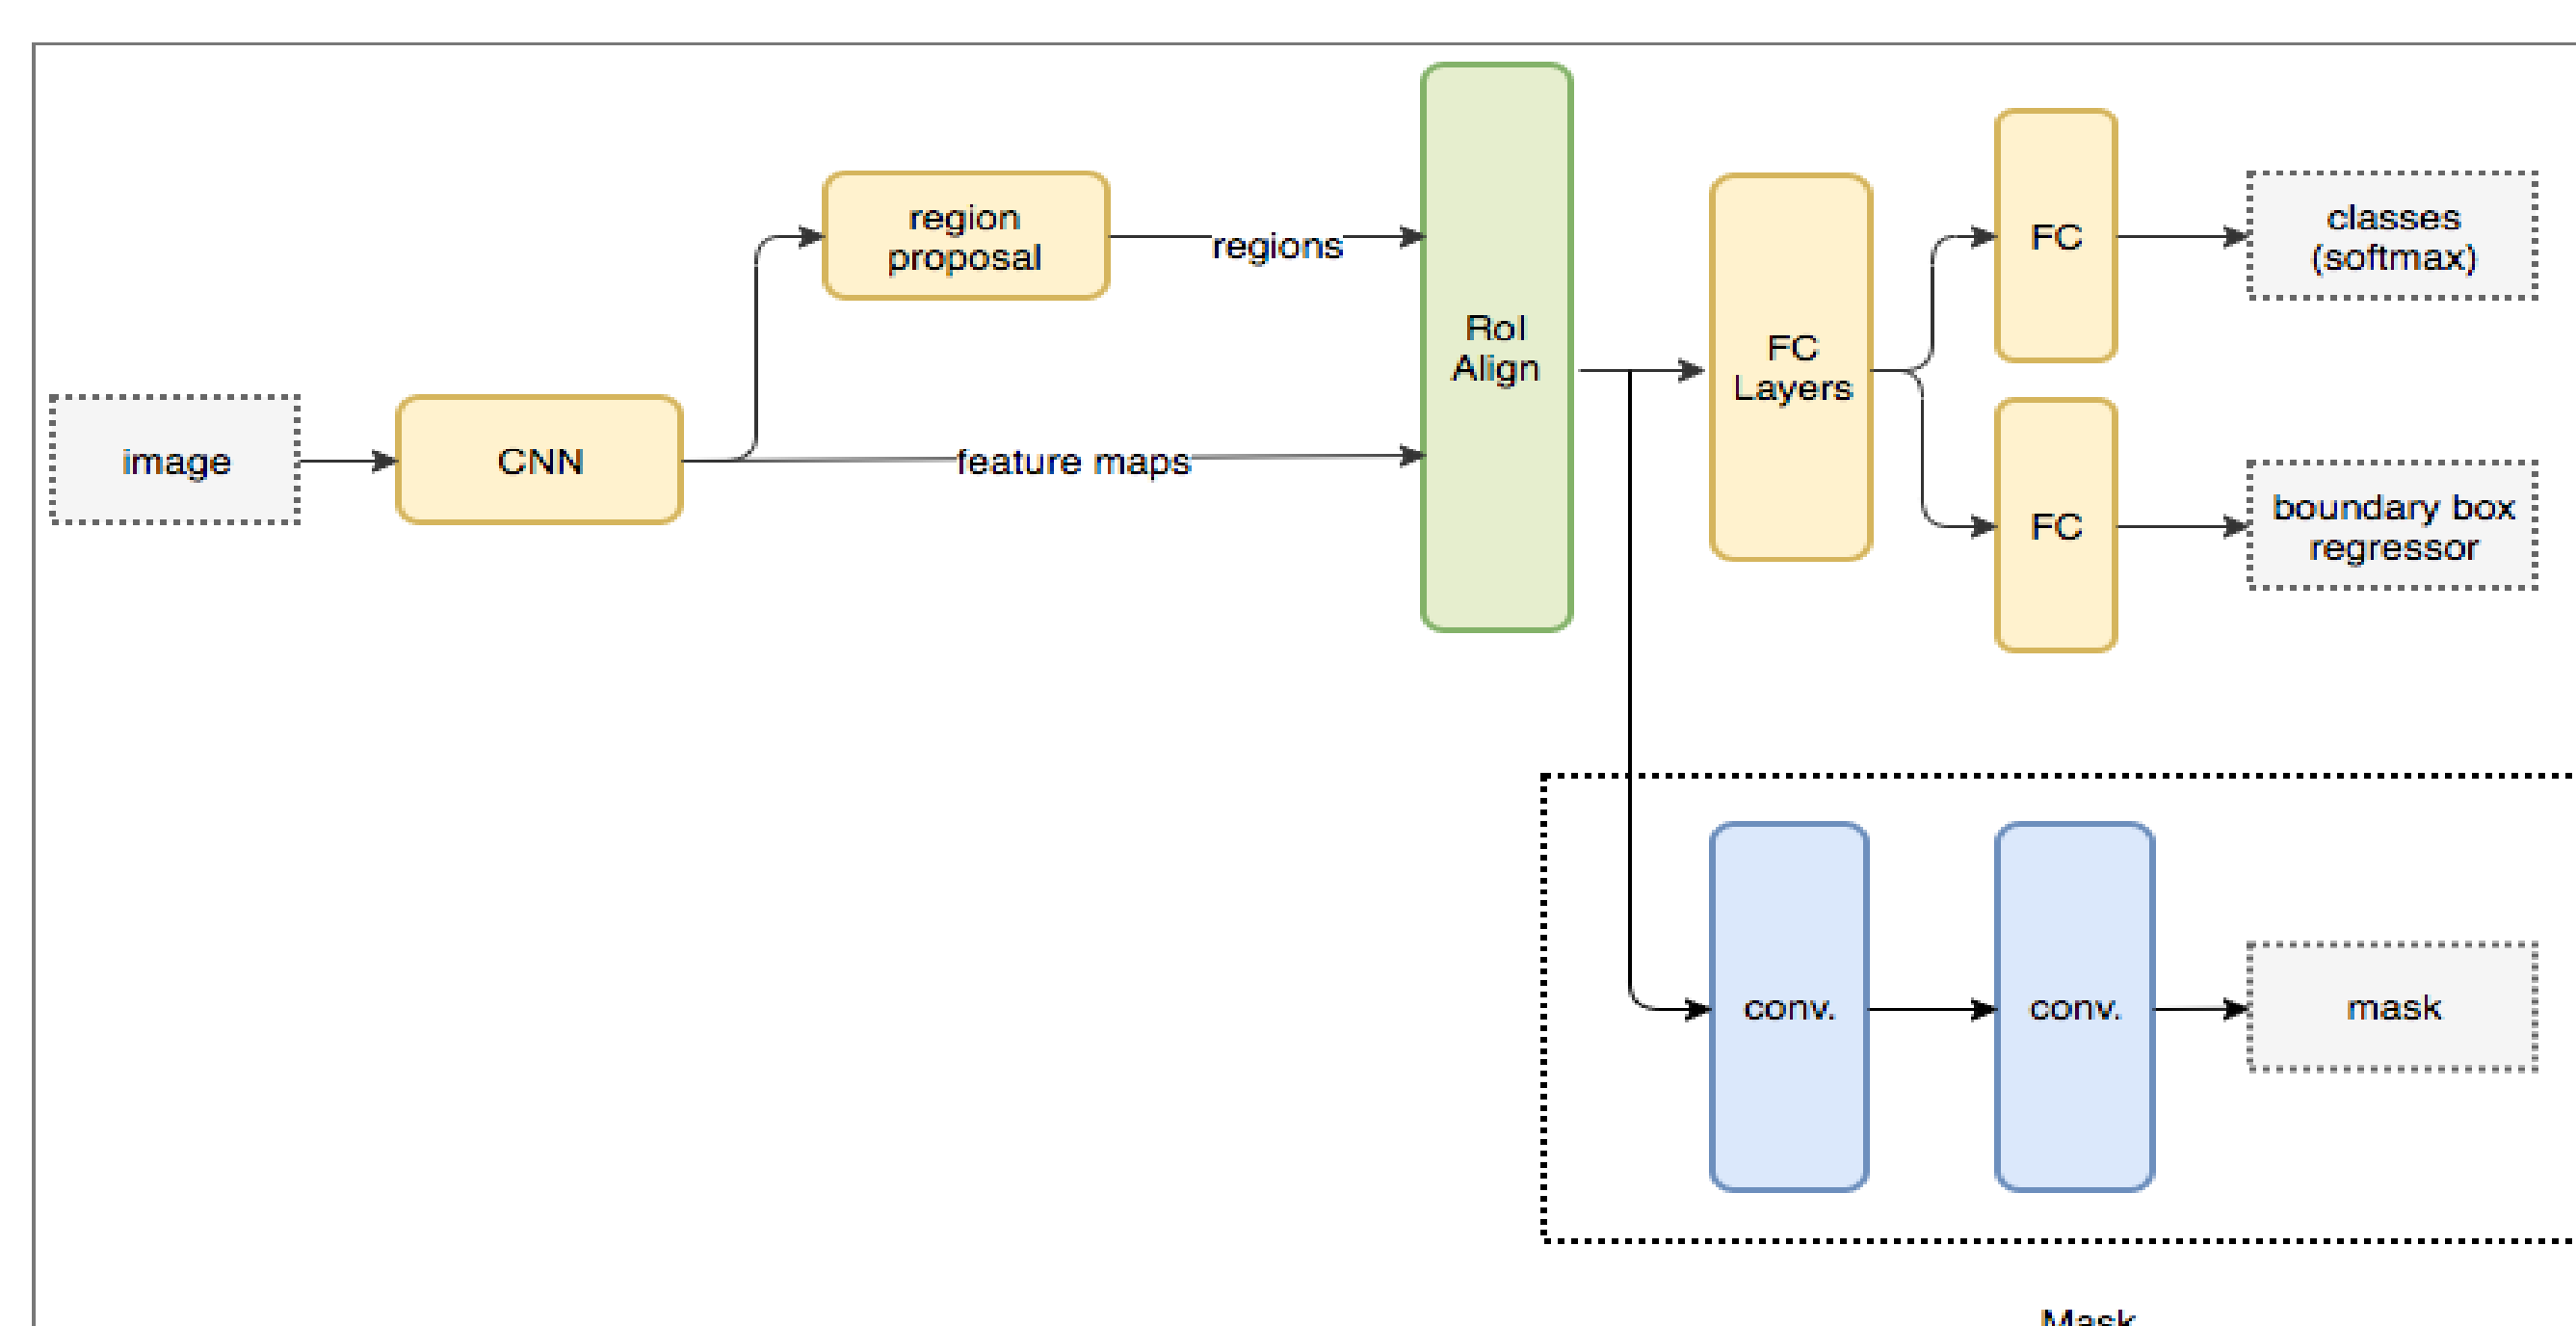 region
proposal
regions
RoI
Align
FC
Layers
FC
classes
(softmax)
image
CNN
feature maps
FC
boundary box
regressor
conv.
conv.
mask
Mask